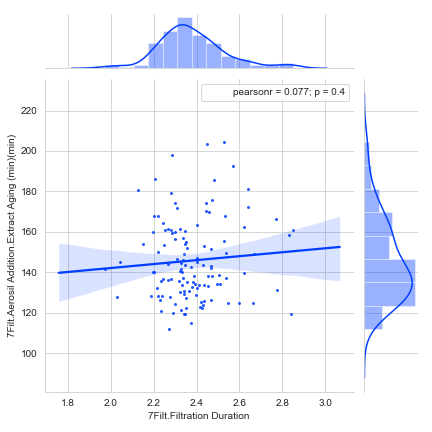 pearsonr = 0.077; p = 0.4
220
200
180
160
140
120
100
7Filt.Aerosil Addition.Extract Aging (min)(min)
1.8 2.0 2.2 2.4 2.6 2.8 3.0
7Filt.Filtration Duration